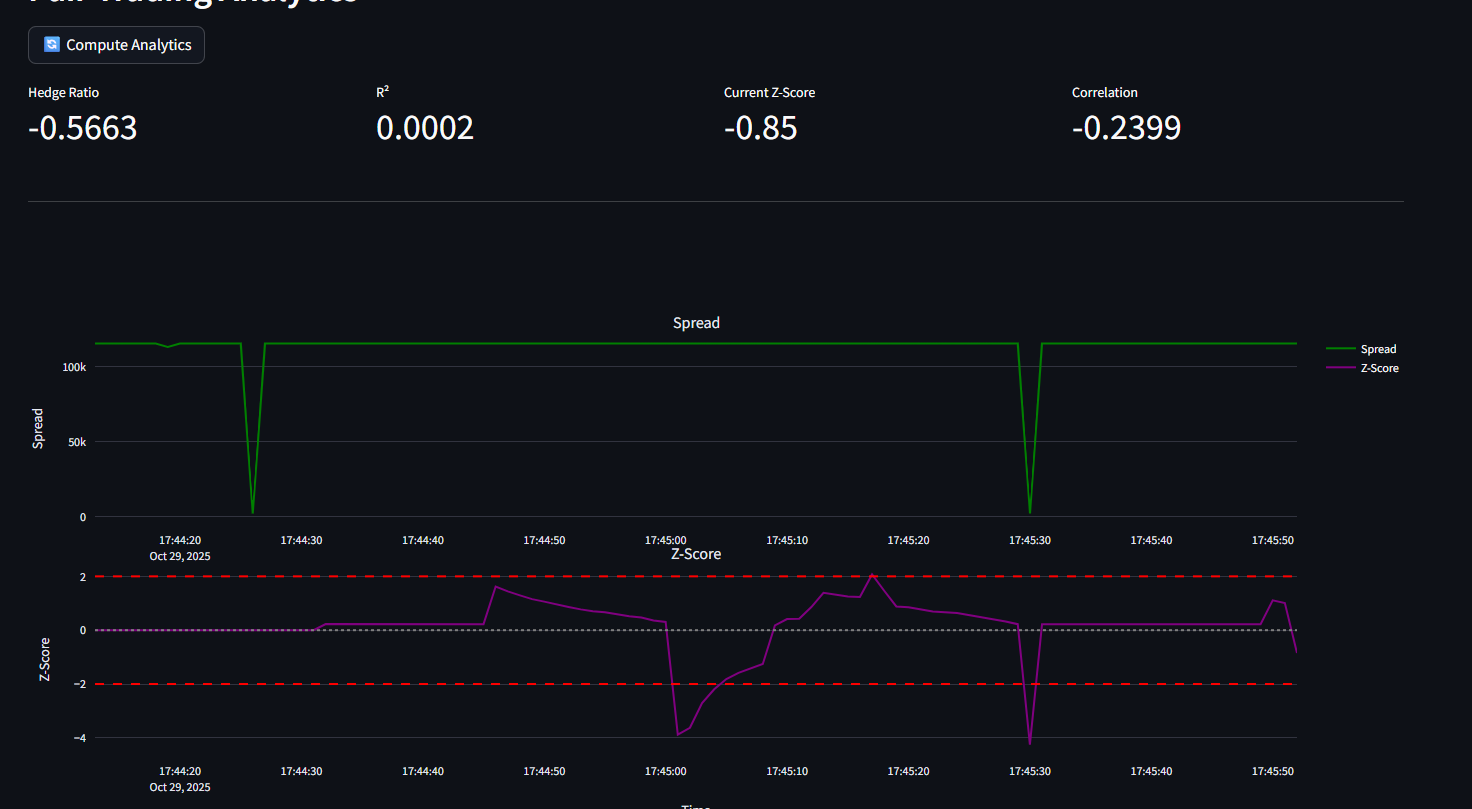 Pair Trading Analytics
Compute Analytics
Hedge Ratio
-0.5663
R²
0.0002
Current Z-Score
-0.85
Correlation
-0.2399
Spread
Spread
Z-Score
100k
50k
0
Spread
17:44:20 17:44:30 17:44:40 17:44:50 17:45:00 17:45:10 17:45:20 17:45:30 17:45:40 17:45:50
Oct 29, 2025
Z-Score
2
0
−2
−4
Z-Score
17:44:20 17:44:30 17:44:40 17:44:50 17:45:00 17:45:10 17:45:20 17:45:30 17:45:40 17:45:50
Oct 29, 2025
Time